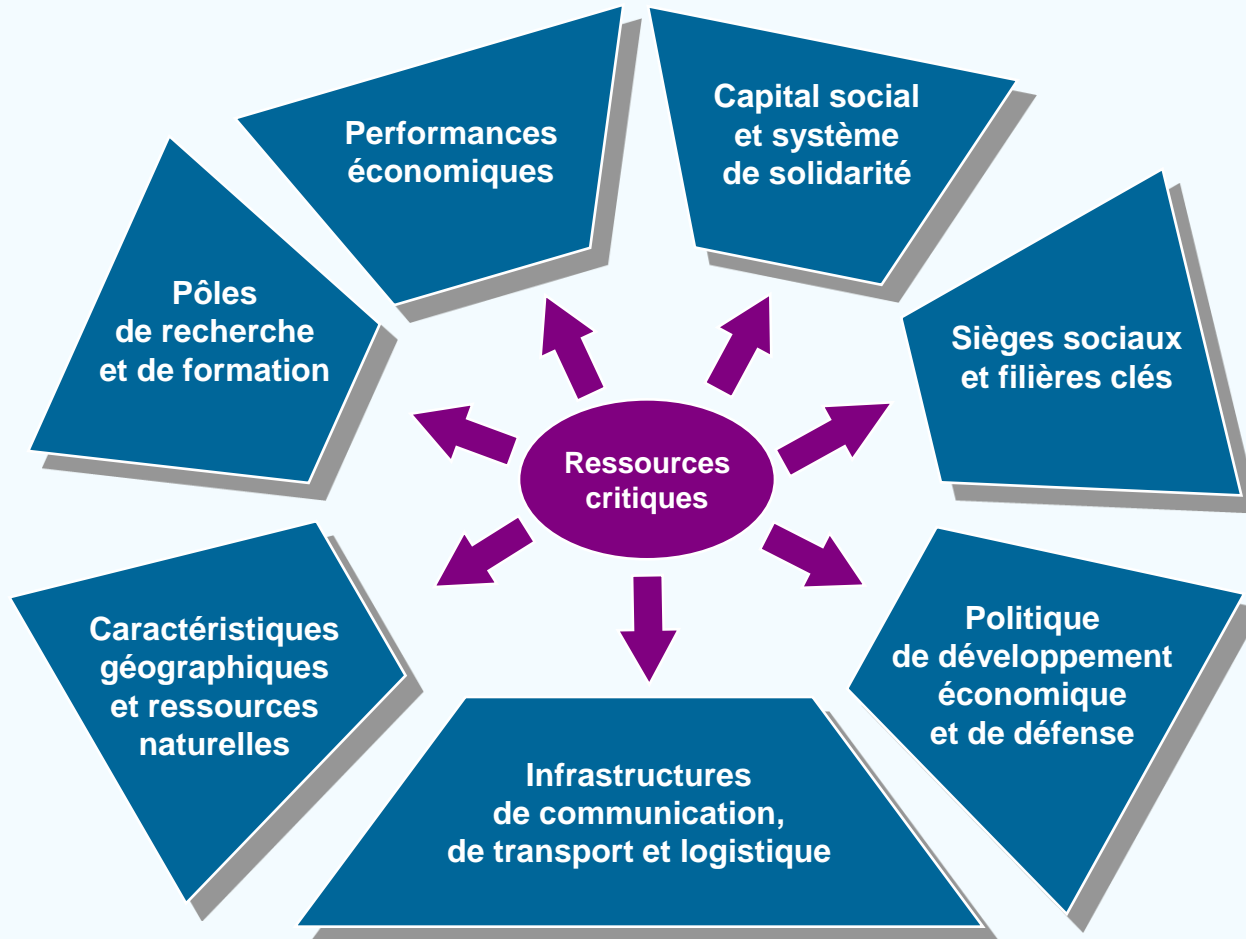 Capital social
et système
de solidarité
Performances
économiques
Pôles
de recherche
et de formation
Sièges sociaux
et filières clés
Ressources
critiques
Caractéristiques
géographiques
et ressources
naturelles
Politique
de développement
économique
et de défense
Infrastructures
de communication,
de transport et logistique